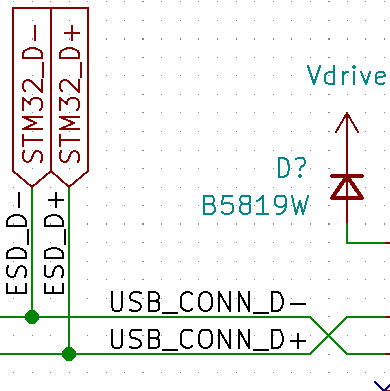 STM32_D-
STM32_D+
Vdrive
D?
B5819W
ESD_D-
ESD_D+
USB_CONN_D-
USB_CONN_D+